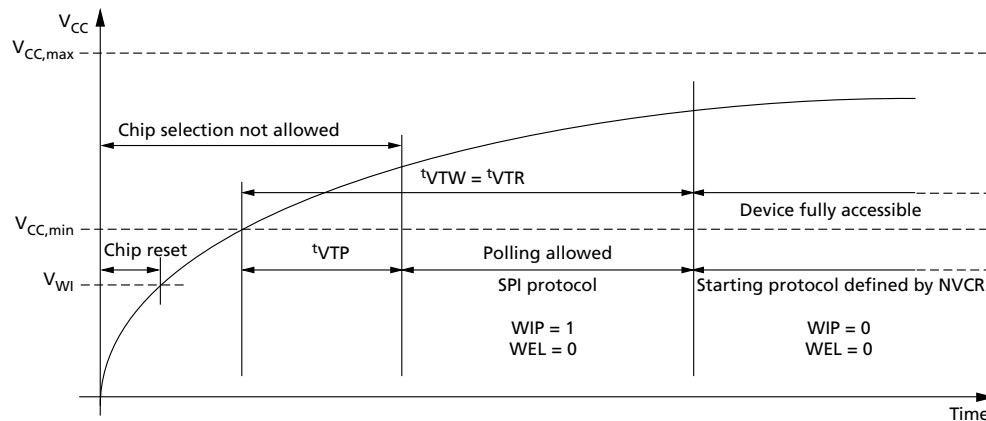 VCC
VCC,max
Chip selection not allowed
tVTW = tVTR
Device fully accessible
VCC,min
Chip reset
tVTP
Polling allowed
VWI
SPI protocol
Starting protocol defined by NVCR
WIP = 1
WEL = 0
WIP = 0
WEL = 0
Time